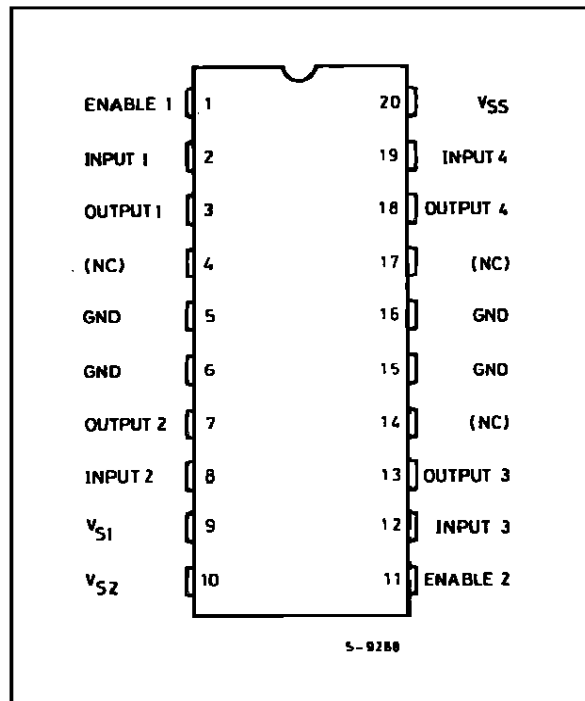 ENABLE 1 1 20 VSS
INPUT 1 2 19 INPUT 4
OUTPUT 1 3 18 OUTPUT 4
(NC) 4 17 (NC)
GND 5 16 GND
GND 6 15 GND
OUTPUT 2 7 14 (NC)
INPUT 2 8 13 OUTPUT 3
VS1 9 12 INPUT 3
VS2 10 11 ENABLE 2
S-9288